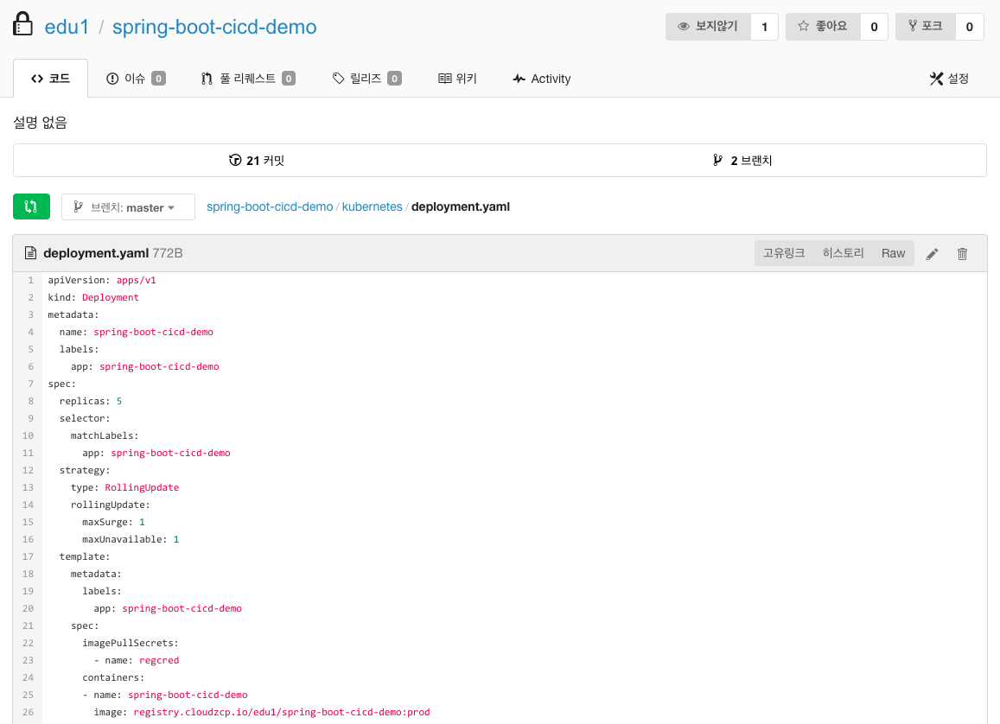 edu1 / spring-boot-cicd-demo 보지않기 1 좋아요 0 포크 0
코드 이슈 0 풀 리퀘스트 0 릴리즈 0 위키 Activity 설정
설명 없음
21 커밋 2 브랜치
브렌치: master spring-boot-cicd-demo / kubernetes / deployment.yaml
deployment.yaml 772B 고유링크 히스토리 Raw
1 apiVersion: apps/v1
2 kind: Deployment
3 metadata:
4   name: spring-boot-cicd-demo
5   labels:
6     app: spring-boot-cicd-demo
7 spec:
8   replicas: 5
9   selector:
10     matchLabels:
11       app: spring-boot-cicd-demo
12   strategy:
13     type: RollingUpdate
14     rollingUpdate:
15       maxSurge: 1
16       maxUnavailable: 1
17   template:
18     metadata:
19       labels:
20         app: spring-boot-cicd-demo
21     spec:
22       imagePullSecrets:
23         - name: regcred
24       containers:
25       - name: spring-boot-cicd-demo
26         image: registry.cloudzcp.io/edu1/spring-boot-cicd-demo:prod